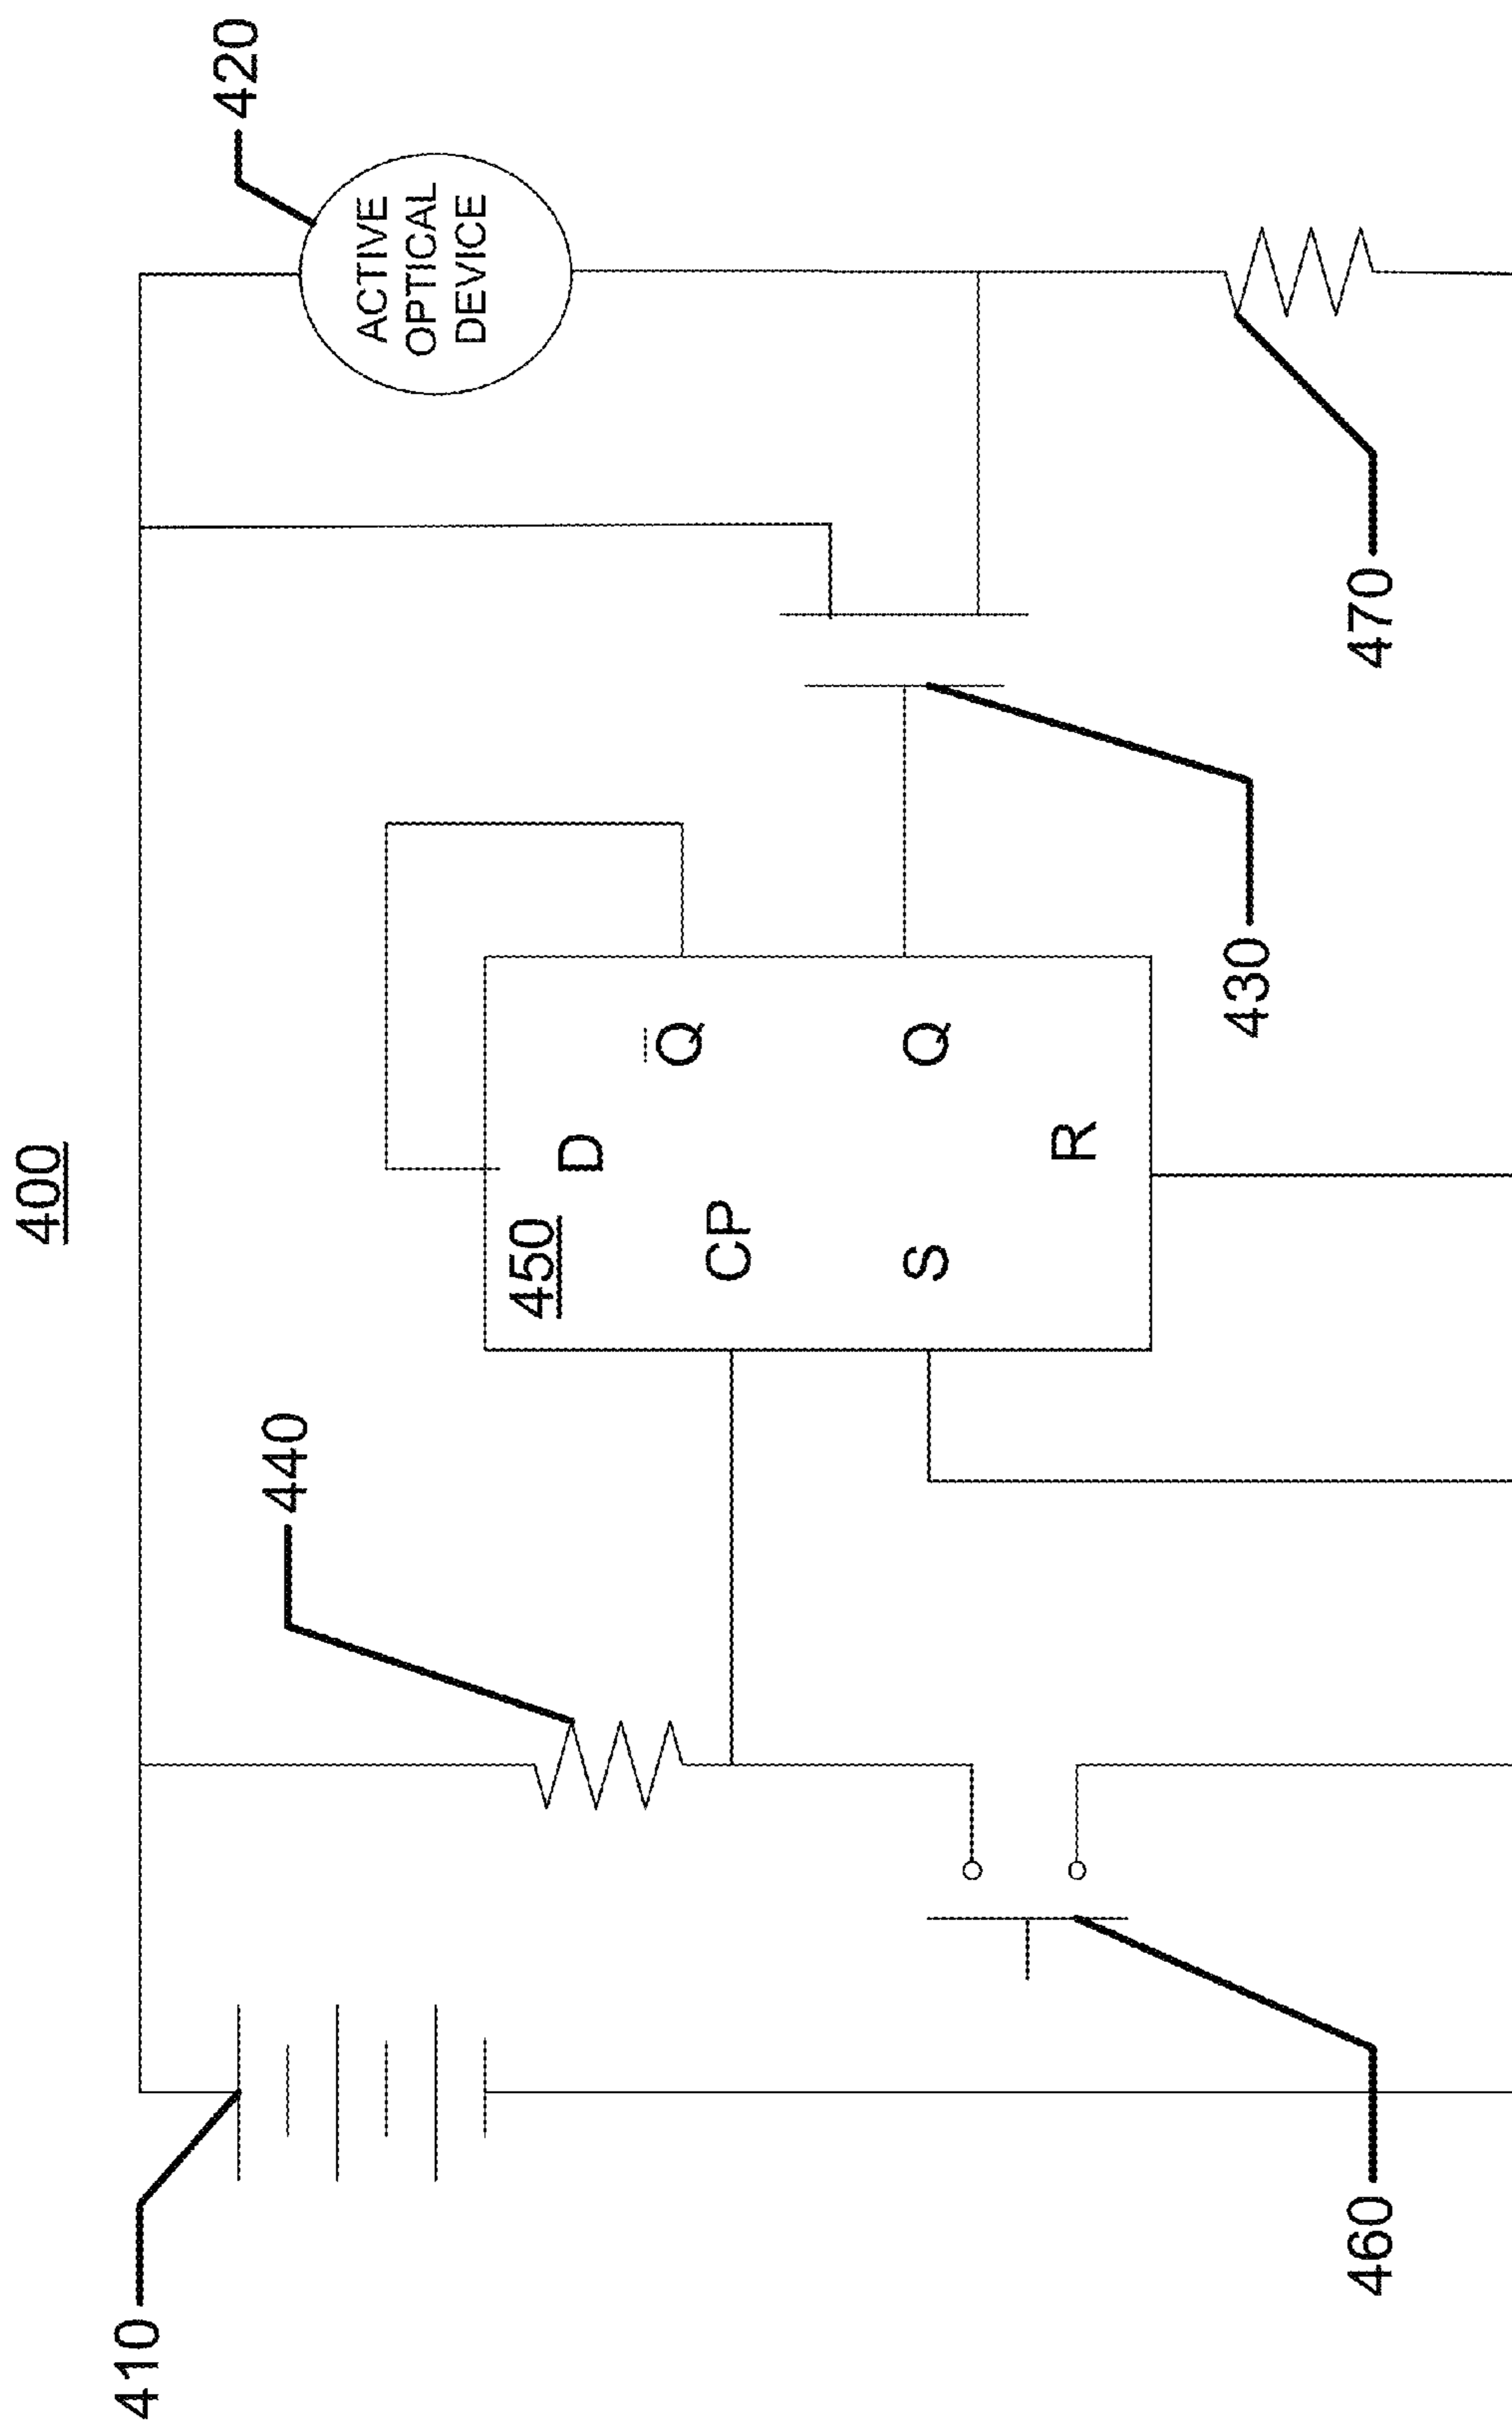 400
410
440
420
ACTIVE
OPTICAL
DEVICE
450
D
CP
Q̅
S
Q
R
430
460
470